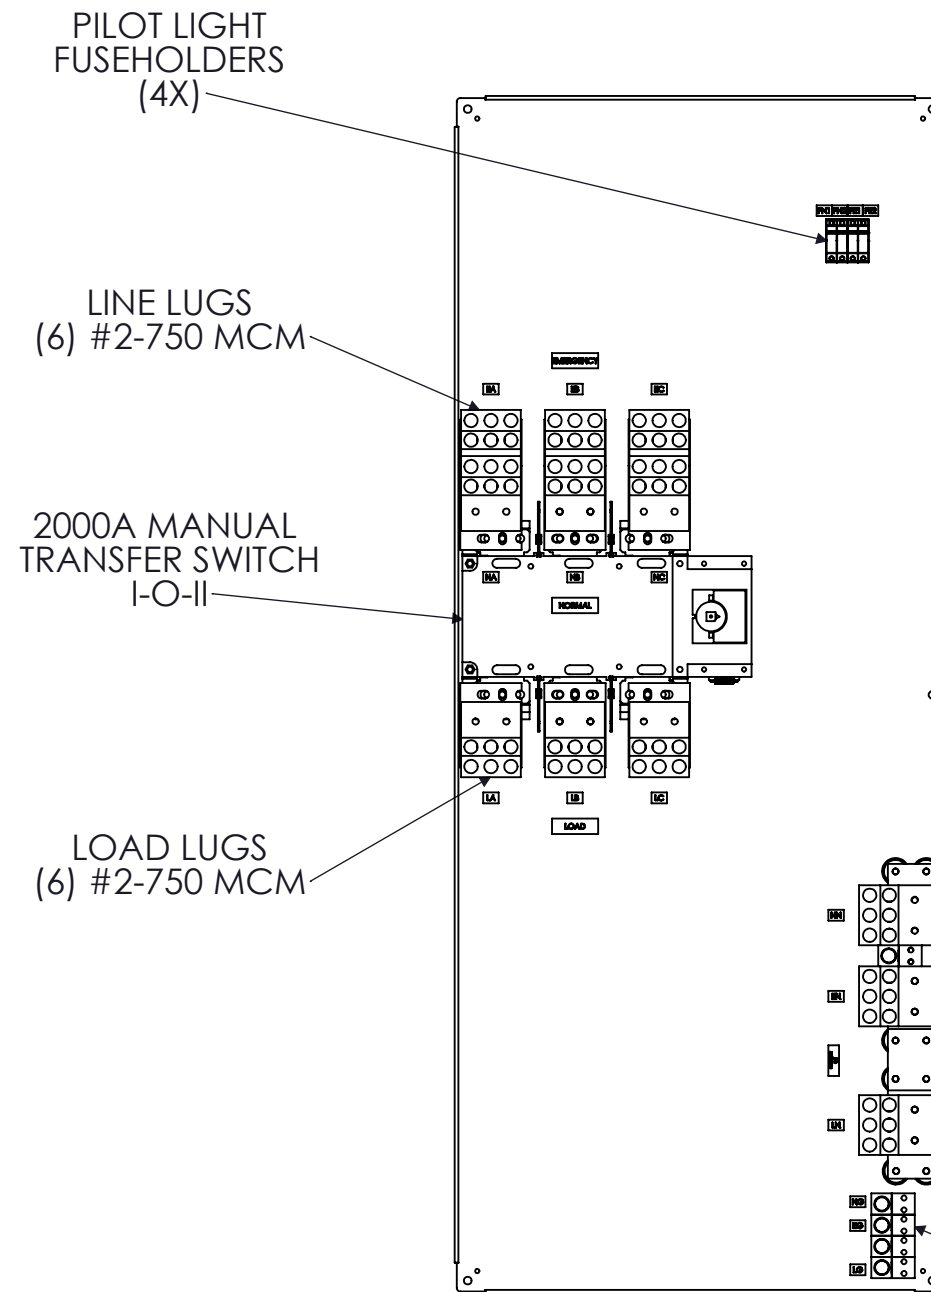 PILOT LIGHT
FUSEHOLDERS
(4X)
LINE LUGS
(6) #2-750 MCM
EMERGENCY
EA EB EC
2000A MANUAL
TRANSFER SWITCH
I-O-II
NA NB NC
NORMAL
LA LB LC
LOAD
LOAD LUGS
(6) #2-750 MCM
NN
EN
LN
NG
EG
LG